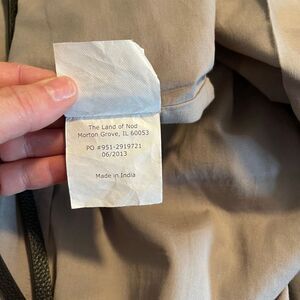 The Land of Nod
Morton Grove, IL 60053
PO #951-2919721
06/2013
Made in India